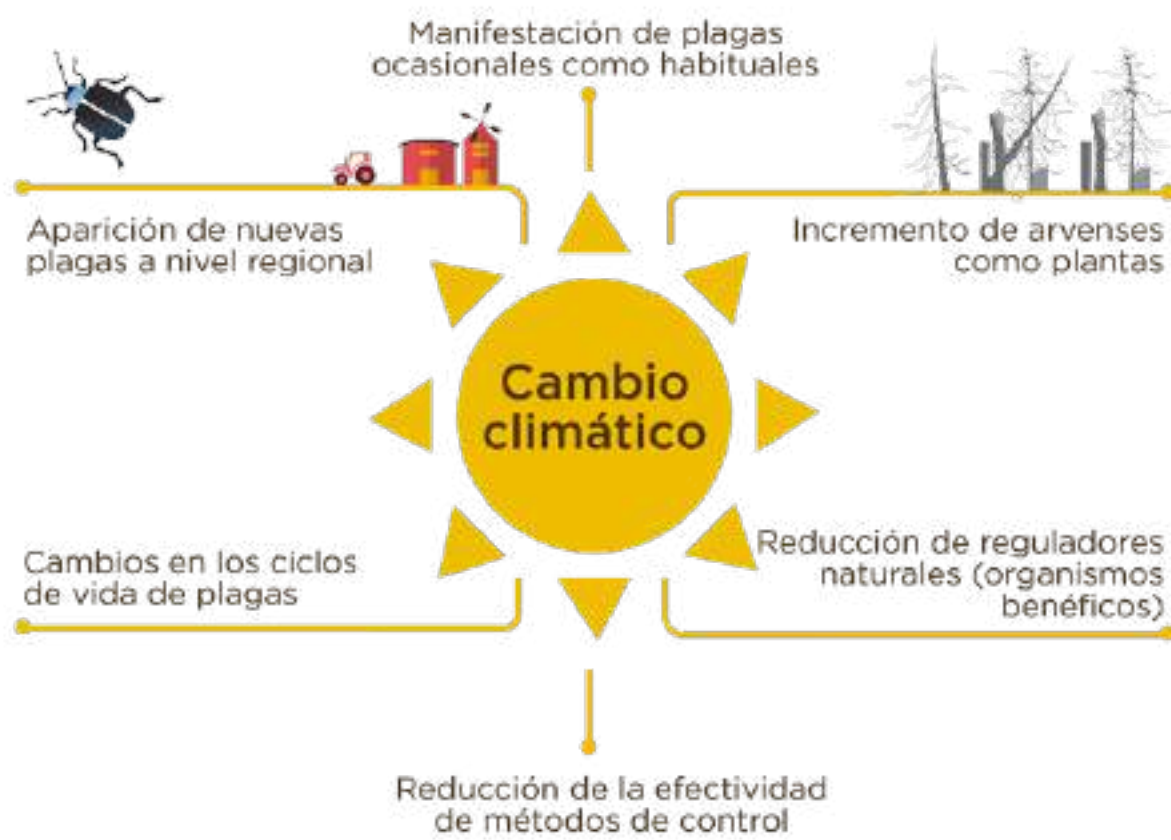 Manifestación de plagas
ocasionales como habituales
Aparición de nuevas
plagas a nivel regional
Incremento de arvenses
como plantas
Cambio
climático
Cambios en los ciclos
de vida de plagas
Reducción de reguladores
naturales (organismos
benéficos)
Reducción de la efectividad
de métodos de control